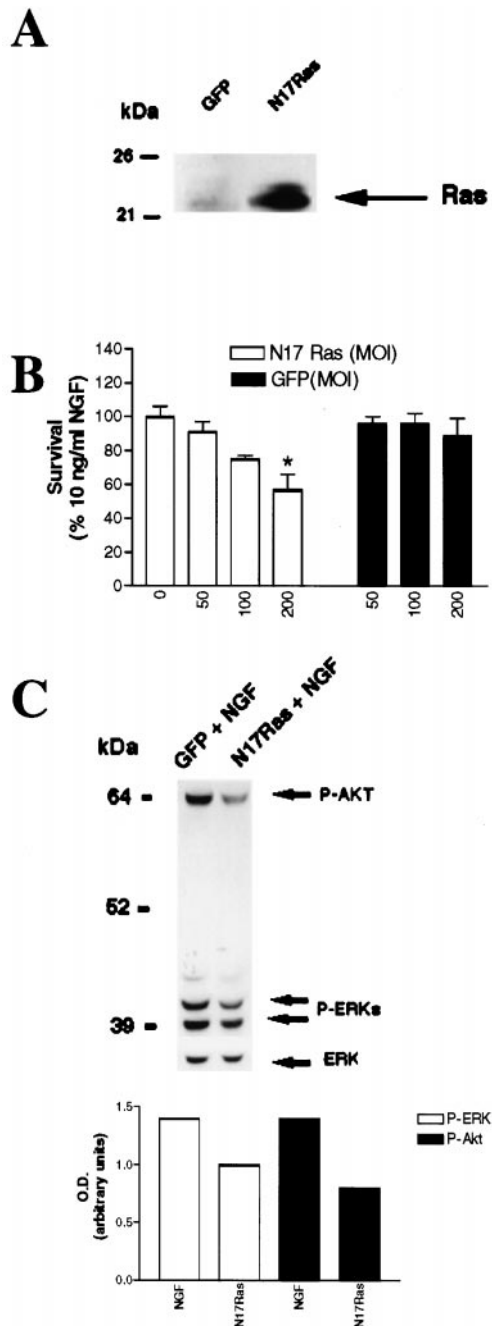 A
kDa
GFP
N17Ras
26
21
Ras
B
N17 Ras (MOI)
GFP(MOI)
Survival
(% 10 ng/ml NGF)
140
120
100
80
60
40
20
0
*
0
50
100
200
50
100
200
C
kDa
GFP + NGF
N17Ras + NGF
64
P-AKT
52
P-ERKs
39
ERK
P-ERK
P-Akt
O.D.
(arbitrary units)
1.5
1.0
0.5
0.0
NGF
N17Ras
NGF
N17Ras